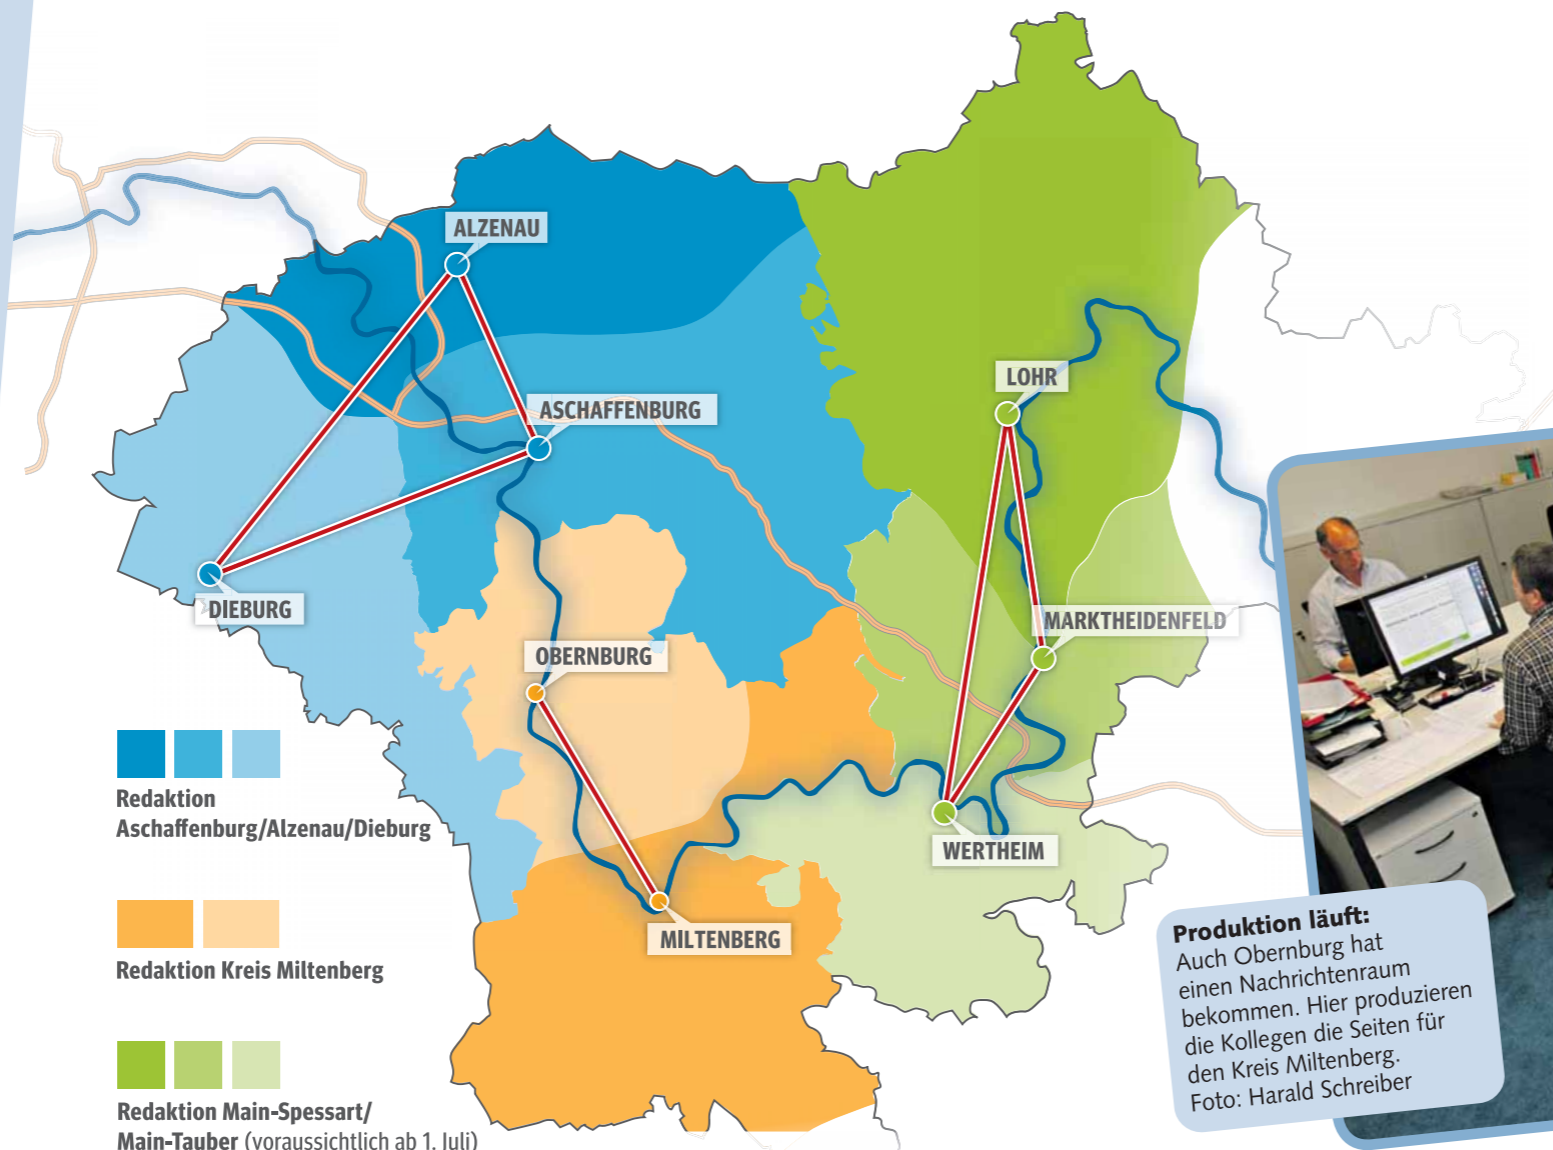 ALZENAU
ASCHAFFENBURG
LOHR
DIEBURG
MARKTHEIDENFELD
OBERNBURG
WERTHEIM
MILTENBERG
Redaktion
Aschaffenburg/Alzenau/Dieburg
Redaktion Kreis Miltenberg
Redaktion Main-Spessart/
Main-Tauber (voraussichtlich ab 1. Juli)
Produktion läuft:
Auch Obernburg hat
einen Nachrichtenraum
bekommen. Hier produzieren
die Kollegen die Seiten für
den Kreis Miltenberg.
Foto: Harald Schreiber